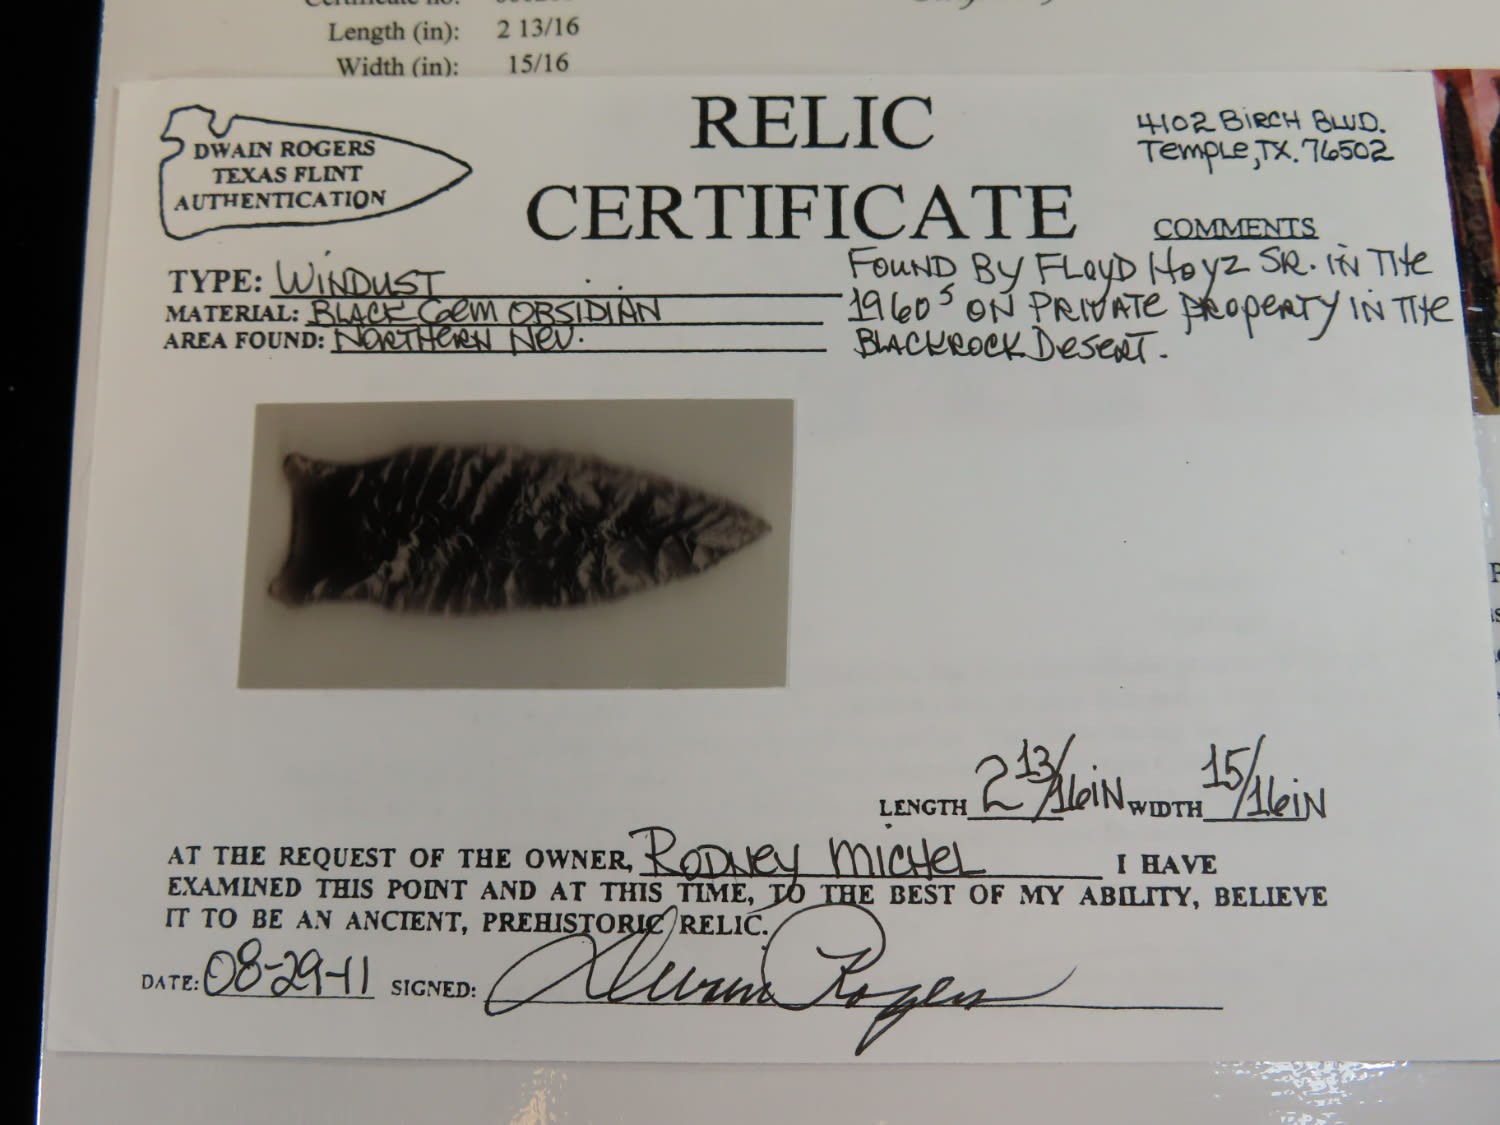 Length (in): 2 13/16
Width (in): 15/16
DWAIN ROGERS
TEXAS FLINT
AUTHENTICATION
RELIC
CERTIFICATE
4102 BIRCH BLVD.
TEMPLE, TX. 76502
COMMENTS
FOUND BY FLOYD HOYZ SR. IN THE
1960s ON PRIVATE PROPERTY IN THE
BLACKROCK DESERT.
TYPE: WINDUST
MATERIAL: BLACK GEM OBSIDIAN
AREA FOUND: NORTHERN NEV.
LENGTH 2 13/16 IN WIDTH 15/16 IN
AT THE REQUEST OF THE OWNER, RODNEY MICHEL I HAVE
EXAMINED THIS POINT AND AT THIS TIME, TO THE BEST OF MY ABILITY, BELIEVE
IT TO BE AN ANCIENT, PREHISTORIC RELIC.
DATE: 08-29-11 SIGNED: Dwain Rogers